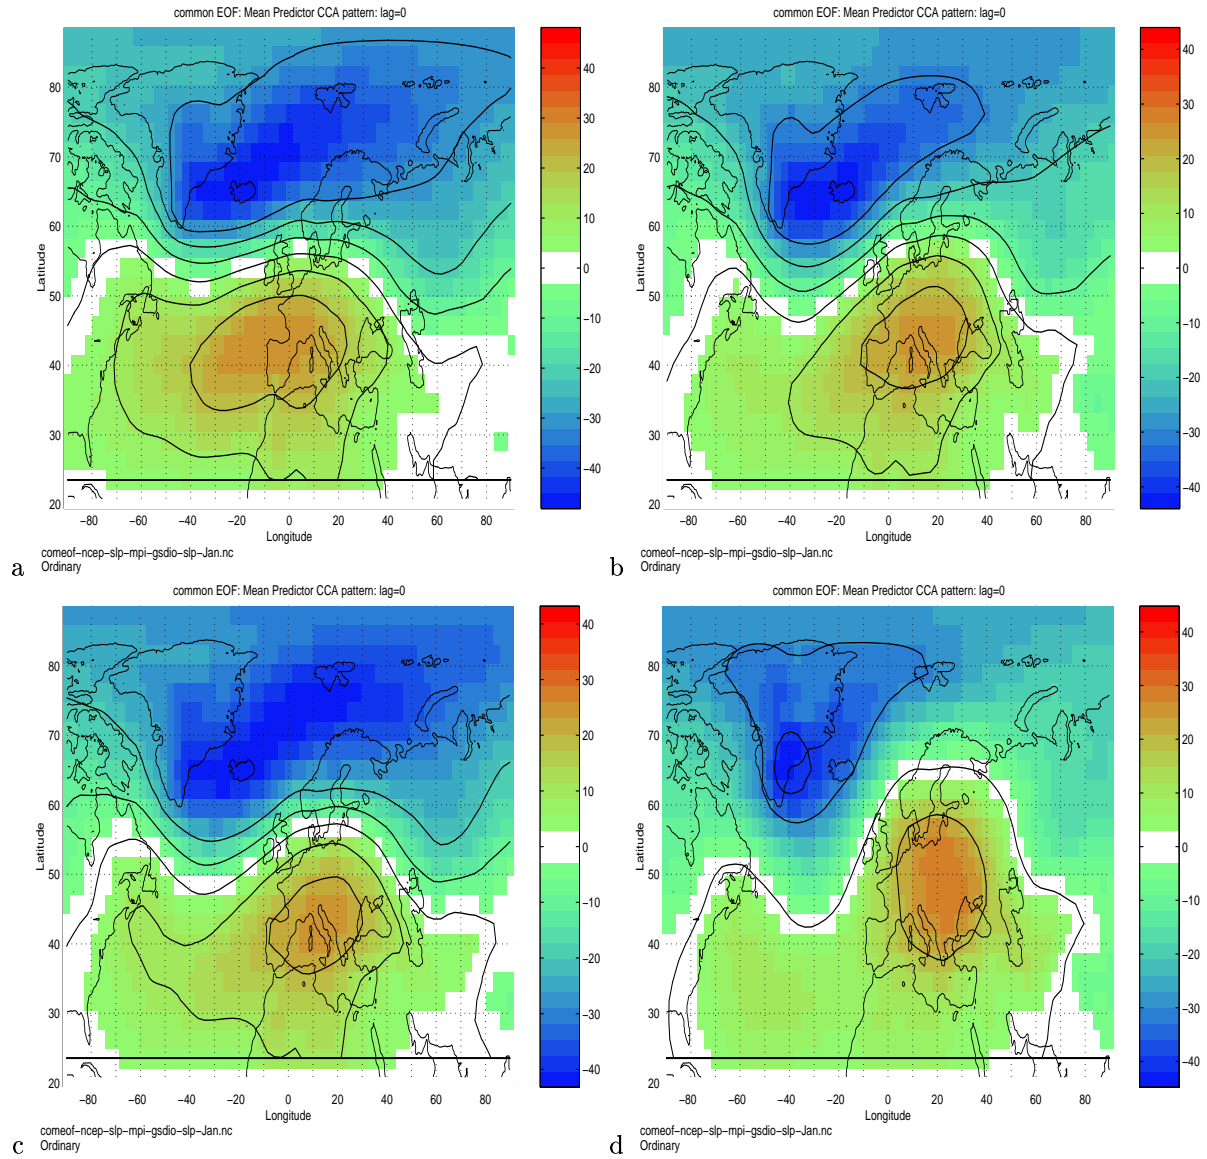 common EOF: Mean Predictor CCA pattern: lag=0
80
70
60
50
40
30
20
Latitude
−80 −60 −40 −20 0 20 40 60 80
Longitude
40
30
20
10
0
−10
−20
−30
−40
a
comeof−ncep−slp−mpi−gsdio−slp−Jan.nc
Ordinary
common EOF: Mean Predictor CCA pattern: lag=0
80
70
60
50
40
30
20
Latitude
−80 −60 −40 −20 0 20 40 60 80
Longitude
40
30
20
10
0
−10
−20
−30
−40
b
comeof−ncep−slp−mpi−gsdio−slp−Jan.nc
Ordinary
common EOF: Mean Predictor CCA pattern: lag=0
80
70
60
50
40
30
20
Latitude
−80 −60 −40 −20 0 20 40 60 80
Longitude
40
30
20
10
0
−10
−20
−30
−40
c
comeof−ncep−slp−mpi−gsdio−slp−Jan.nc
Ordinary
common EOF: Mean Predictor CCA pattern: lag=0
80
70
60
50
40
30
20
Latitude
−80 −60 −40 −20 0 20 40 60 80
Longitude
40
30
20
10
0
−10
−20
−30
−40
d
comeof−ncep−slp−mpi−gsdio−slp−Jan.nc
Ordinary